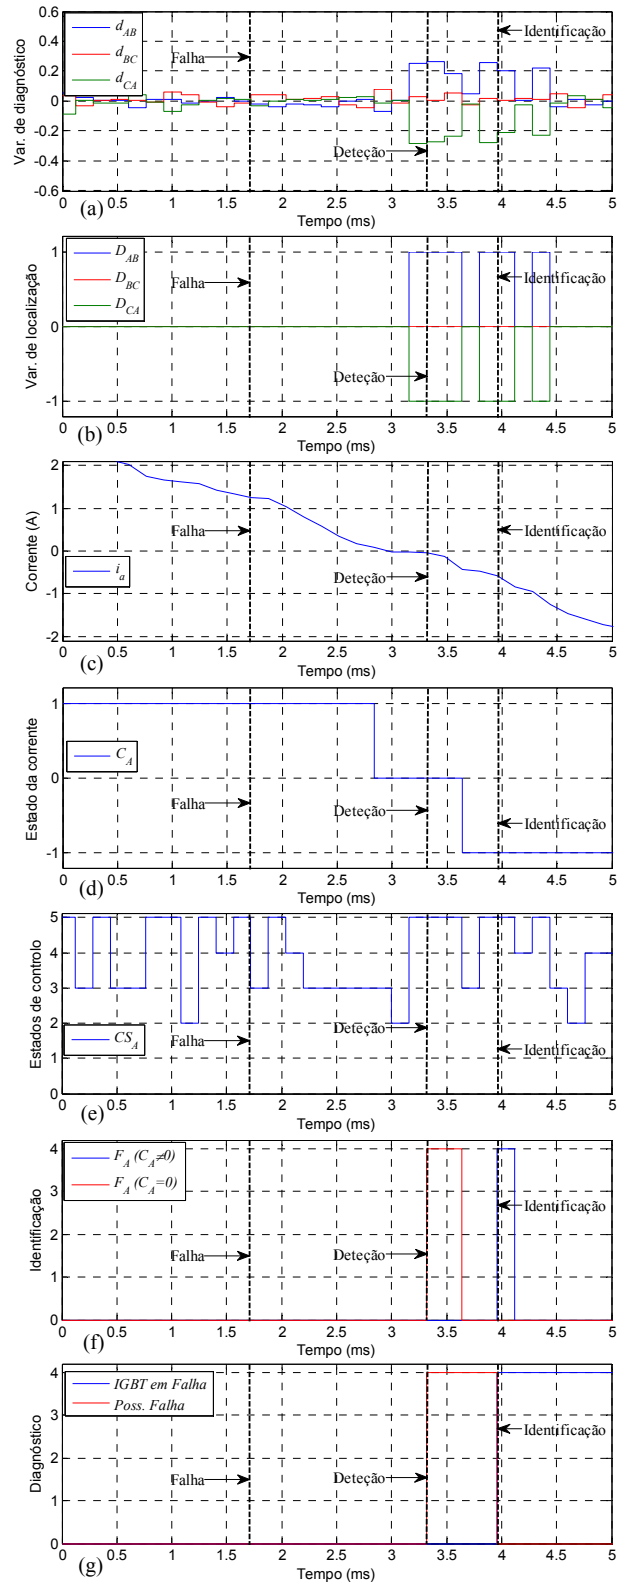 0.6
0.4
0.2
0
-0.2
-0.4
-0.6
Var. de diagnóstico
d_AB
d_BC
d_CA
Falha
Identificação
Deteção
0 0.5 1 1.5 2 2.5 3 3.5 4 4.5 5
Tempo (ms)
(a)
1
0
-1
Var. de localização
D_AB
D_BC
D_CA
Falha
Identificação
Deteção
0 0.5 1 1.5 2 2.5 3 3.5 4 4.5 5
Tempo (ms)
(b)
2
1
0
-1
-2
Corrente (A)
i_a
Falha
Identificação
Deteção
0 0.5 1 1.5 2 2.5 3 3.5 4 4.5 5
Tempo (ms)
(c)
1
0
-1
Estado da corrente
C_A
Falha
Deteção
Identificação
0 0.5 1 1.5 2 2.5 3 3.5 4 4.5 5
Tempo (ms)
(d)
5
4
3
2
1
0
Estados de controlo
CS_A
Falha
Deteção
Identificação
0 0.5 1 1.5 2 2.5 3 3.5 4 4.5 5
Tempo (ms)
(e)
4
3
2
1
0
Identificação
F_A (C_A≠0)
F_A (C_A=0)
Falha
Deteção
Identificação
0 0.5 1 1.5 2 2.5 3 3.5 4 4.5 5
Tempo (ms)
(f)
4
3
2
1
0
Diagnóstico
IGBT em Falha
Poss. Falha
Falha
Deteção
Identificação
0 0.5 1 1.5 2 2.5 3 3.5 4 4.5 5
Tempo (ms)
(g)